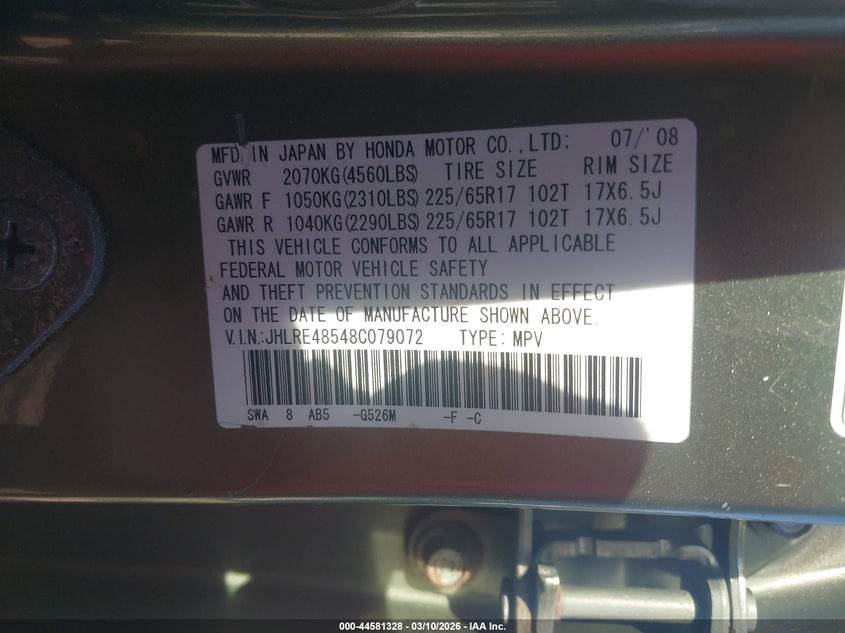 MFD. IN JAPAN BY HONDA MOTOR CO., LTD: 07/'08
GVWR 2070KG(4560LBS) TIRE SIZE RIM SIZE
GAWR F 1050KG(2310LBS) 225/65R17 102T 17X6.5J
GAWR R 1040KG(2290LBS) 225/65R17 102T 17X6.5J
THIS VEHICLE CONFORMS TO ALL APPLICABLE
FEDERAL MOTOR VEHICLE SAFETY
AND THEFT PREVENTION STANDARDS IN EFFECT
ON THE DATE OF MANUFACTURE SHOWN ABOVE.
V.I.N.:JHLRE48548C079072 TYPE: MPV
SWA 8 AB5 -G526M -F -C
000-44581328 - 03/10/2026 - IAA Inc.